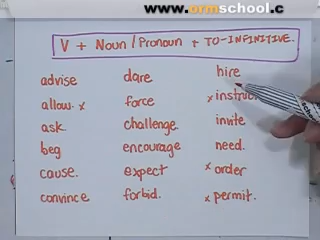 www.ormschool.c
V + Noun / Pronoun + TO-INFINITIVE.
advise dare hire
allow. x force x instruc
ask challenge invite
beg encourage need.
cause. expect x order
convince forbid. x permit.